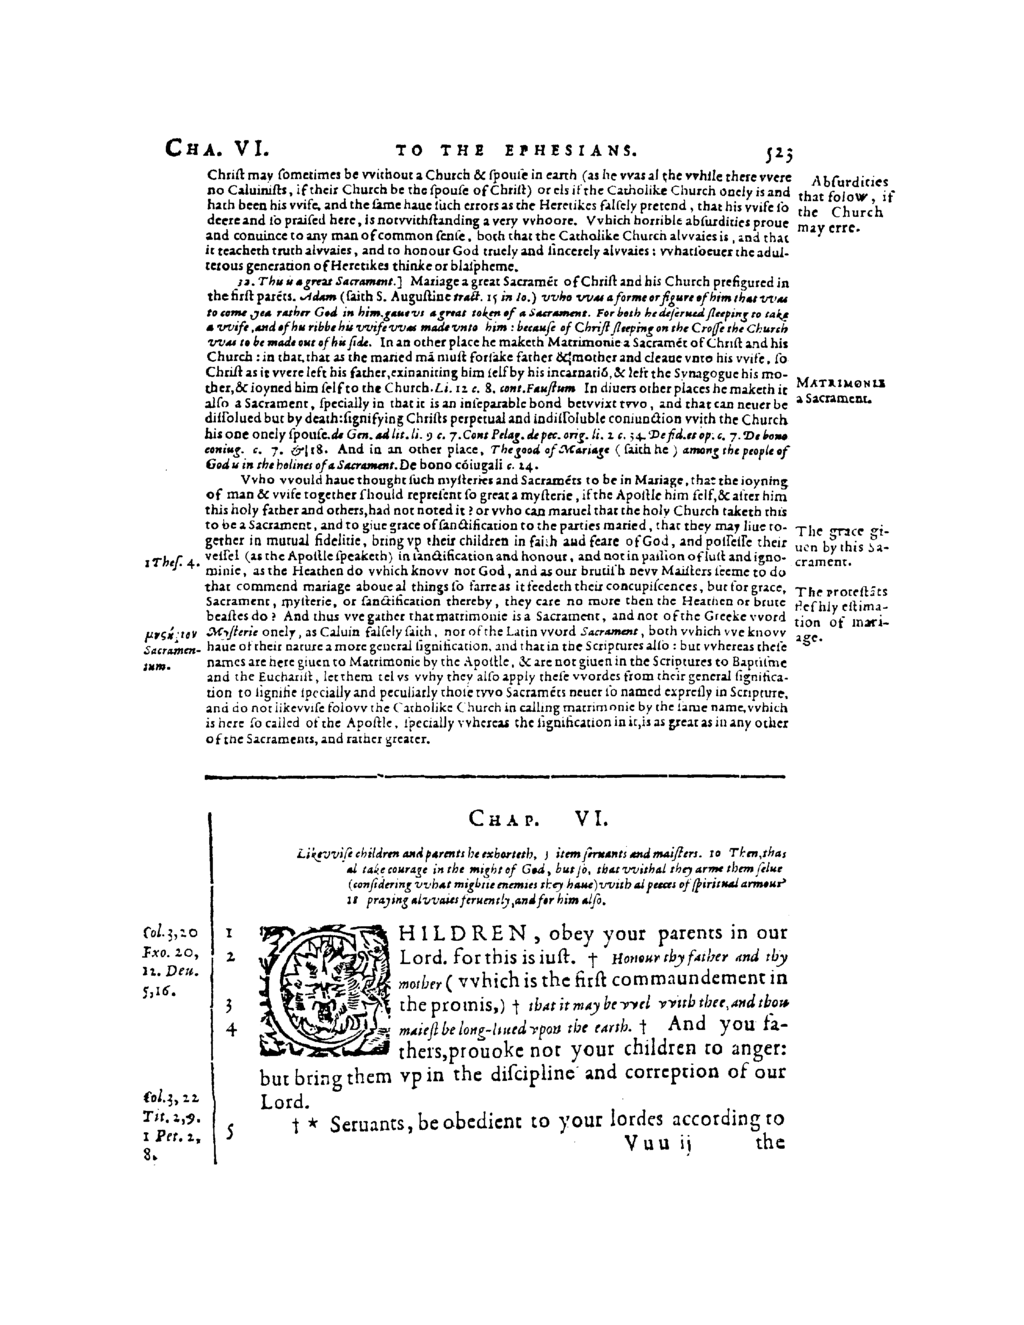 CHA. VI. TO THE EPHESIANS. 523
Chriſt may ſometimes be vvithout a Church & ſpouſe in earth (as he vvas al the vvhile there vvere
no Caluiniſts, if their Church be the ſpouſe of Chriſt) or els if the Catholike Church onely is and
hath been his vvife, and the ſame haue ſuch errors as the Heretikes falſely pretend, that his vvife ſo
deere and ſo praiſed here, is notvvithſtanding a very vvhoore. Vvhich horrible abſurdities proue
and conuince to any man of common ſenſe, both that the Catholike Church alvvaies is, and that
it teacheth truth alvvaies, and to honour God truely and ſincerely alvvaies: vvhatſoeuer the adul-
terous generation of Heretikes thinke or blaſpheme.
Abſurdities
that folow, if
the Church
may erre.
32. This is a great Sacrament.] Mariage a great Sacramēt of Chriſt and his Church prefigured in
the firſt parēts. Adam (ſaith S. Auguſtine tract. 15 in Io.) vvho vvas a forme or figure of him that vvas
to come, yea rather God in him, gaue vs a great token of a Sacrament. For both he deſerued ſleeping to take
a vvife, and of his ribbe his vvife vvas made vnto him: becauſe of Chriſt ſleeping on the Croſſe the Church
vvas to be made out of his ſide. In an other place he maketh Matrimonie a Sacramēt of Chriſt and his
Church: in that, that as the maried mā muſt forſake father & mother and cleaue vnto his vvife, ſo
Chriſt as it vvere left his father, exinaniting him ſelf by his incarnatiō, & left the Synagogue his mo-
ther, & ioyned him ſelf to the Church. Li. 12 c. 8. cont. Fauſtum In diuers other places he maketh it
alſo a Sacrament, ſpecially in that it is an inſeparable bond betvvixt tvvo, and that can neuer be
diſſolued but by death: ſignifying Chriſts perpetual and indiſſoluble coniunction vvith the Church
his one onely ſpouſe. de Gen. ad lit. li. 9 c. 7. Cont Pelag. de pec. orig. li. 2 c. 34. De fid. et op. c. 7. De bono
coniug. c. 7. & 18. And in an other place, The good of Mariage (ſaith he) among the people of
God is in the holines of a Sacrament. De bono cōiugali c. 24.
MATRIMONIE
a Sacrament.
Vvho vvould haue thought ſuch myſteries and Sacramēts to be in Mariage, that the ioyning
of man & vvife together ſhould repreſent ſo great a myſterie, if the Apoſtle him ſelf, & after him
this holy father and others, had not noted it? or vvho can maruel that the holy Church taketh this
to be a Sacrament, and to giue grace of ſanctification to the parties maried, that they may liue to-
gether in mutual fidelitie, bring vp their children in faith and feare of God, and poſſeſſe their
veſſel (as the Apoſtle ſpeaketh) in ſanctification and honour, and not in paſſion of luſt and igno-
minie, as the Heathen do vvhich knovv not God, and as our brutiſh nevv Maiſters ſeeme to do
that commend mariage aboue al things ſo farre as it feedeth their concupiſcences, but for grace,
Sacrament, myſterie, or ſanctification thereby, they care no more then the Heathen or brute
beaſtes do? And thus vve gather that matrimonie is a Sacrament, and not of the Greeke vvord
Myſterie onely, as Caluin falſely ſaith, nor of the Latin vvord Sacrament, both vvhich vve knovv
haue of their nature a more general ſignification, and that in the Scriptures alſo: but vvhereas theſe
names are here giuen to Matrimonie by the Apoſtle, & are not giuen in the Scriptures to Baptiſme
and the Euchariſt, let them tel vs vvhy they alſo apply theſe vvordes from their general ſignifica-
tion to ſignifie ſpecially and peculiarly thoſe tvvo Sacramēts neuer ſo named expreſly in Scripture,
and do not likevviſe folovv the Catholike Church in calling matrimonie by the ſame name, vvhich
is here ſo called of the Apoſtle, ſpecially vvhereas the ſignification in it, is as great as in any other
of the Sacraments, and rather greater.
1 Theſ. 4.
Sacramen-
tum.
The grace gi-
uen by this Sa-
crament.
The proteſtāts
fleſhly eſtima-
tion of mari-
age.
CHAP. VI.
Likevviſe children and parents he exhorteth, 5 item ſeruants and maiſters. 10 Then, that
al take courage in the might of God, but ſo, that vvithal they arme them ſelue
(conſidering vvhat mightie enemies they haue) vvith al peeces of ſpiritual armour
18 praying alvvaies feruently, and for him alſo.
Col. 3, 20
Exo. 20,
12. Deu.
5, 16.
1 CHILDREN, obey your parents in our
2 Lord. for this is iuſt. † Honour thy father and thy
mother (vvhich is the firſt commaundement in
3 the promis,) † that it may be vvel vvith thee, and thou
4 maieſt be long-liued vpon the earth. † And you fa-
thers, prouoke not your children to anger:
but bring them vp in the diſcipline and correption of our
Lord.
Col. 3, 22
Tit. 2, 9.
1 Pet. 2,
8.
5 † * Seruants, be obedient to your lordes according to
Vuu ij the